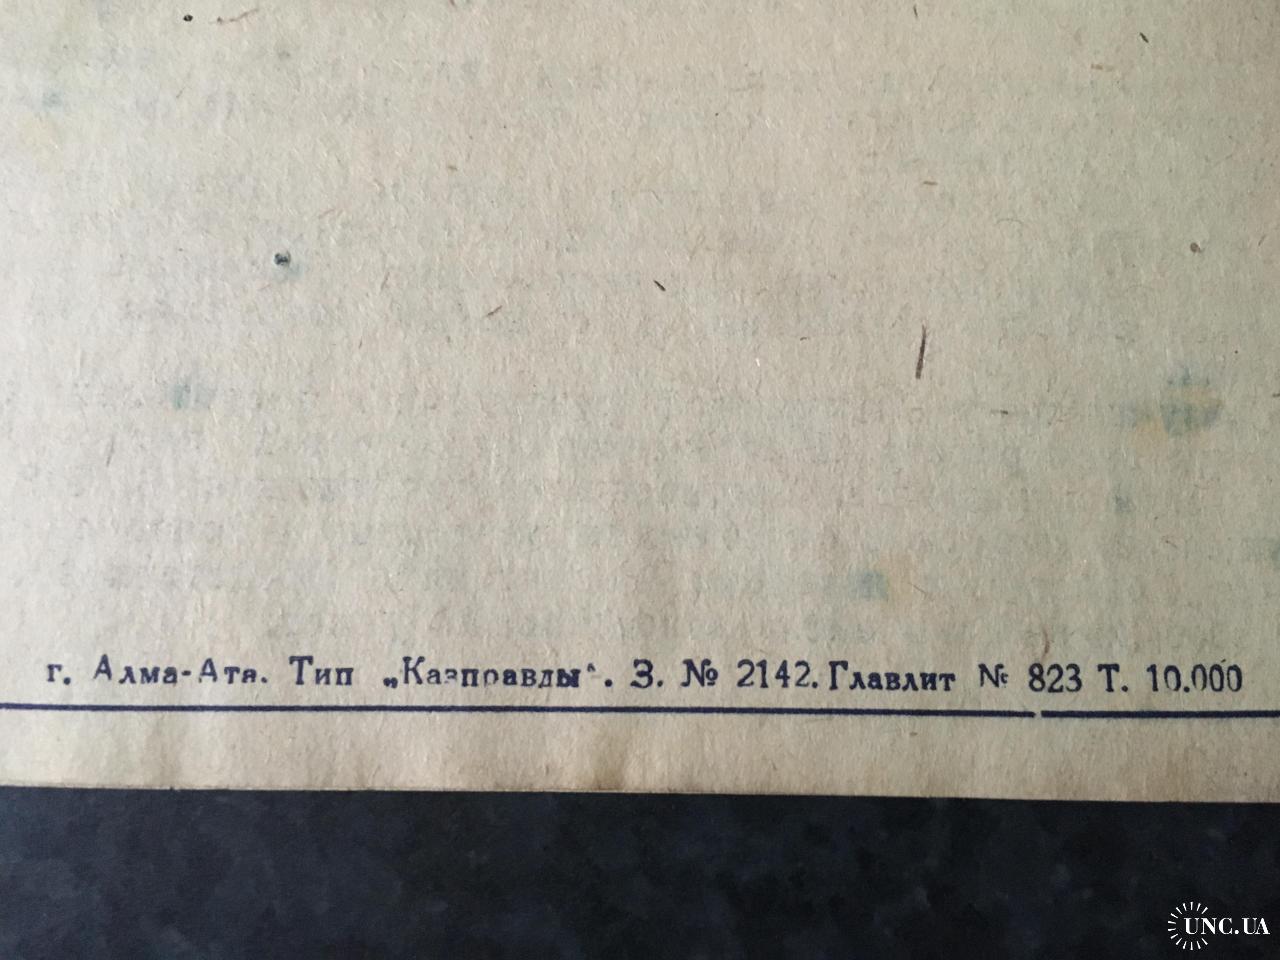 г. Алма-Ата. Тип „Казправды“. З. № 2142. Главлит № 823 Т. 10.000
UNC.UA